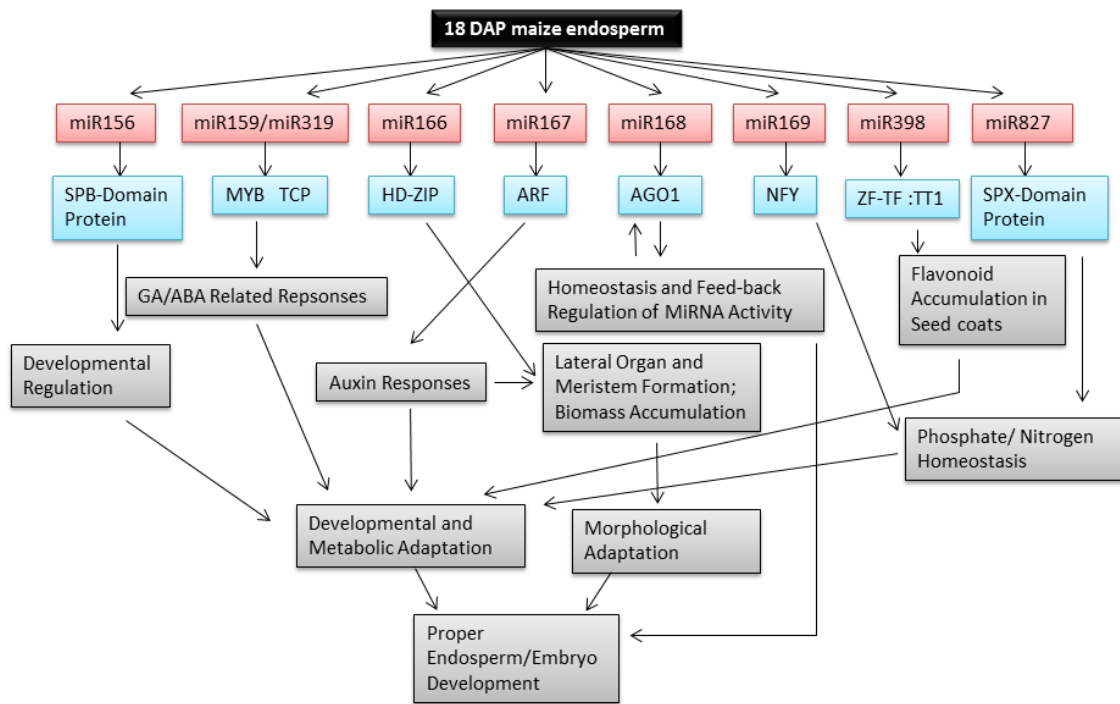 18 DAP maize endosperm
miR156
miR159/miR319
miR166
miR167
miR168
miR169
miR398
miR827
SPB-Domain
Protein
MYB TCP
HD-ZIP
ARF
AGO1
NFY
ZF-TF :TT1
SPX-Domain
Protein
GA/ABA Related Repsonses
Homeostasis and Feed-back
Regulation of MiRNA Activity
Flavonoid
Accumulation in
Seed coats
Developmental
Regulation
Auxin Responses
Lateral Organ and
Meristem Formation;
Biomass Accumulation
Phosphate/ Nitrogen
Homeostasis
Developmental and
Metabolic Adaptation
Morphological
Adaptation
Proper
Endosperm/Embryo
Development